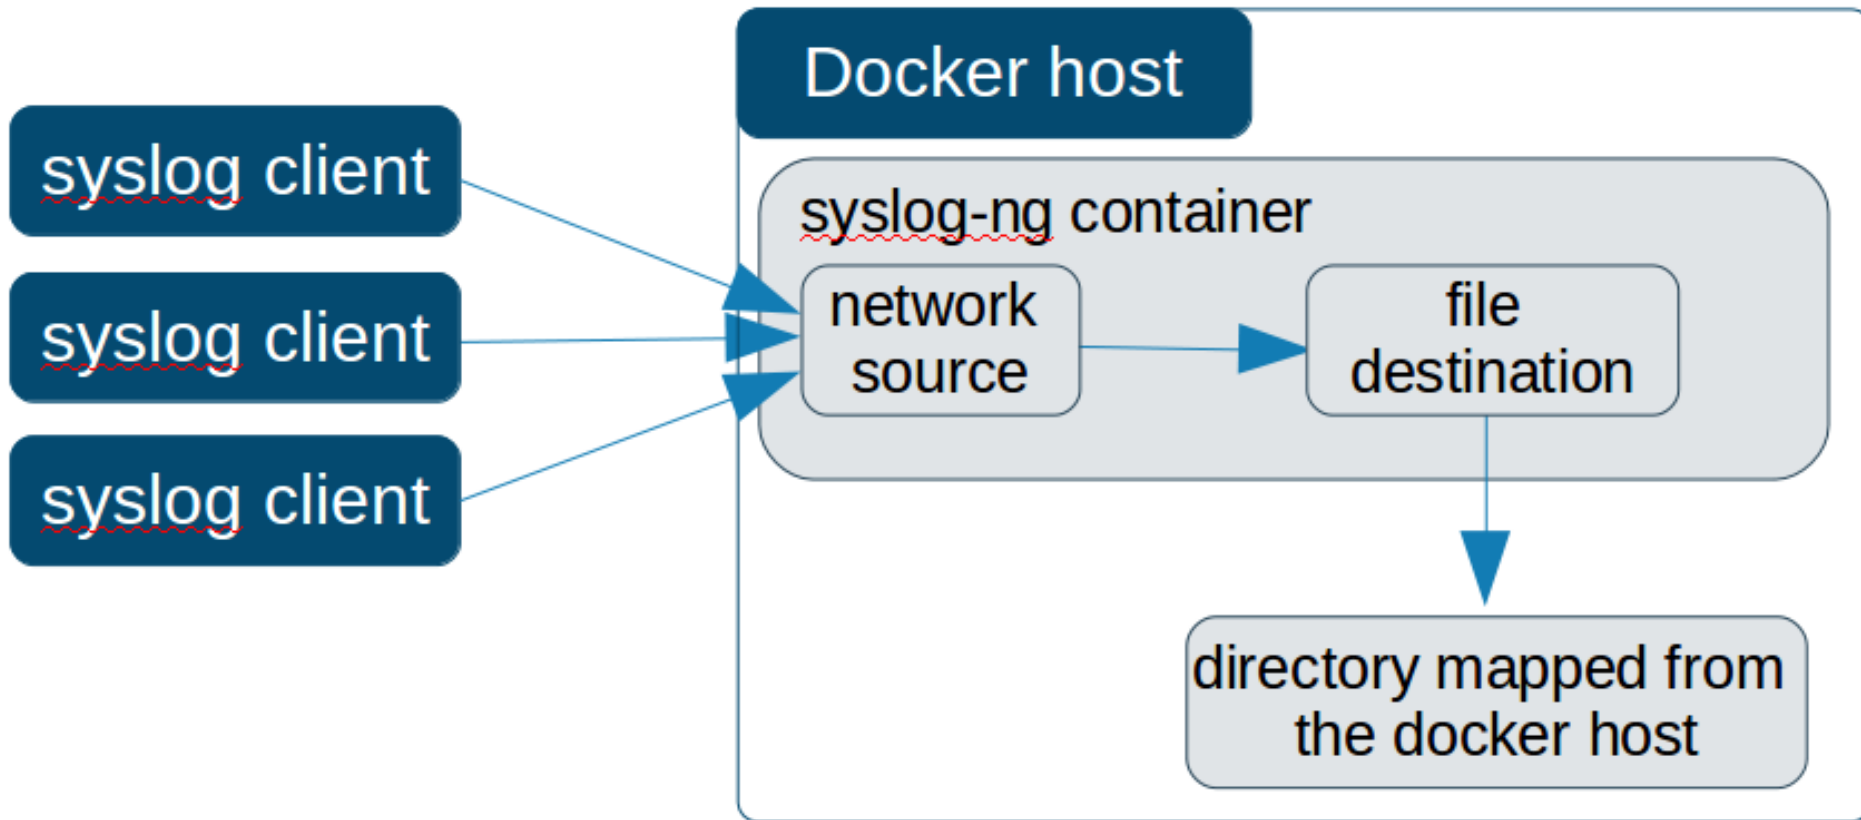 Docker host
syslog client
syslog client
syslog client
syslog-ng container
network
source
file
destination
directory mapped from
the docker host